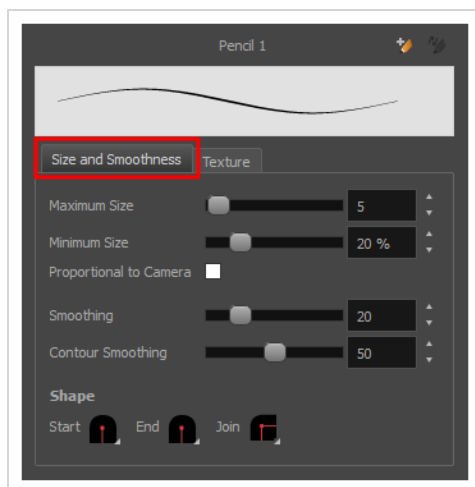 Pencil 1
Size and Smoothness Texture
Maximum Size 5
Minimum Size 20 %
Proportional to Camera
Smoothing 20
Contour Smoothing 50
Shape
Start End Join